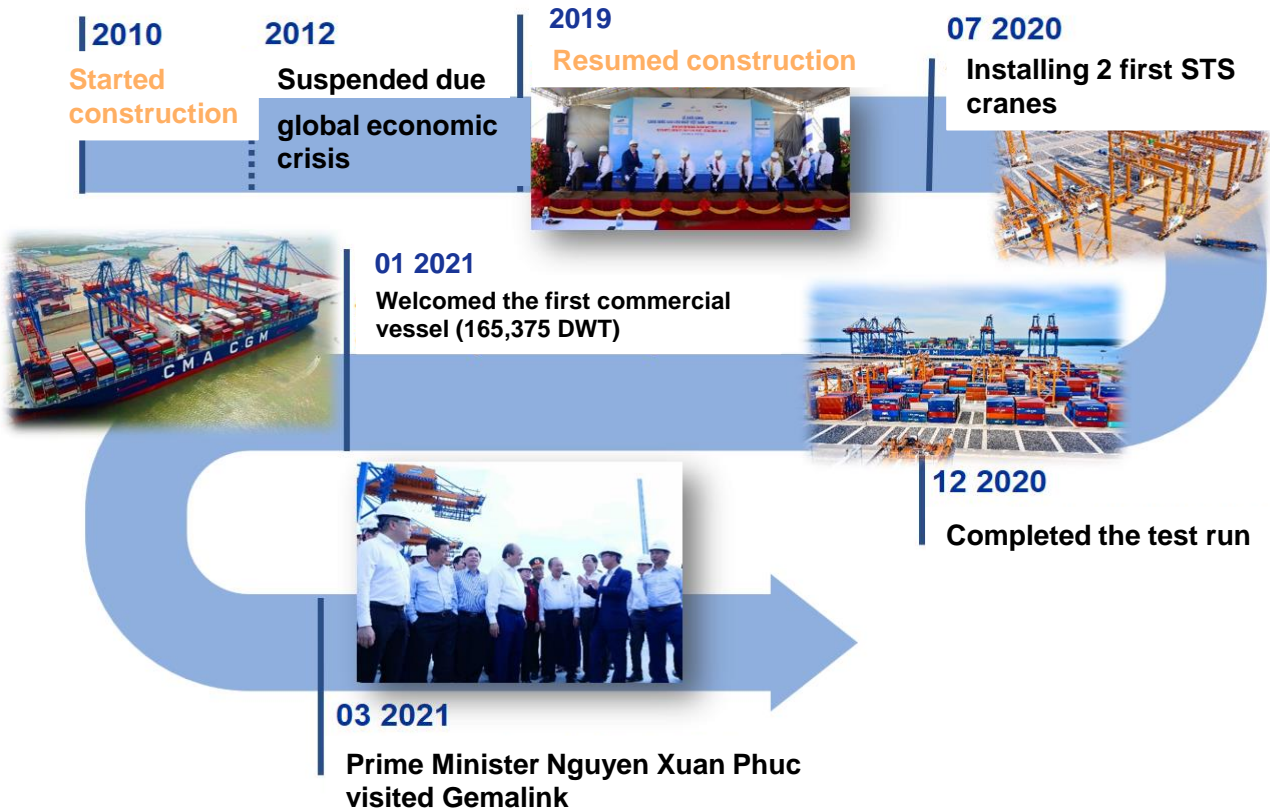 2010
Started
construction
2012
Suspended due
global economic
crisis
2019
Resumed construction
07 2020
Installing 2 first STS
cranes
12 2020
Completed the test run
01 2021
Welcomed the first commercial
vessel (165,375 DWT)
CMA CGM
03 2021
Prime Minister Nguyen Xuan Phuc
visited Gemalink